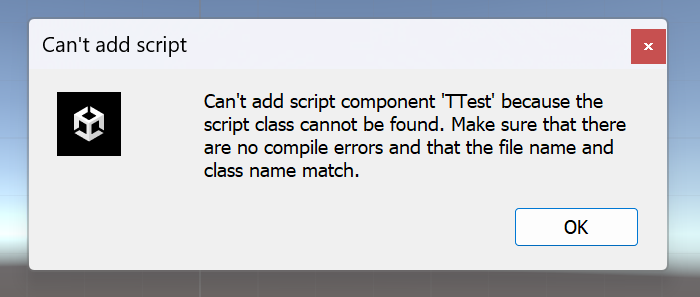 Can't add script
Can't add script component 'TTest' because the
script class cannot be found. Make sure that there
are no compile errors and that the file name and
class name match.
OK